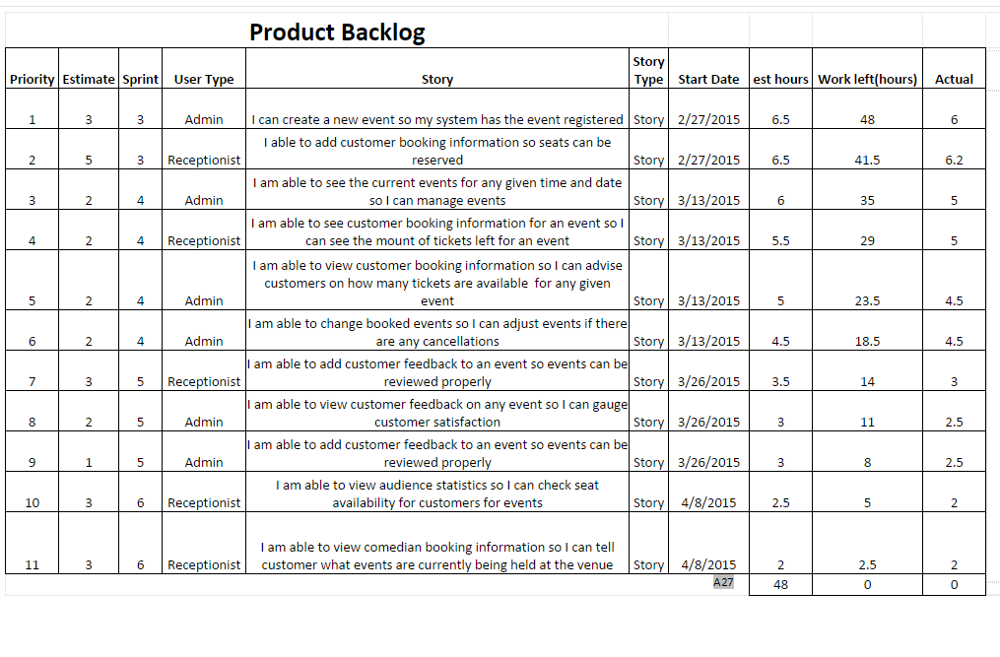 Product Backlog
Priority Estimate Sprint User Type Story Story Type Start Date est hours Work left(hours) Actual
1 3 3 Admin I can create a new event so my system has the event registered Story 2/27/2015 6.5 48 6
2 5 3 Receptionist I able to add customer booking information so seats can be
reserved Story 2/27/2015 6.5 41.5 6.2
3 2 4 Admin I am able to see the current events for any given time and date
so I can manage events Story 3/13/2015 6 35 5
4 2 4 Receptionist I am able to see customer booking information for an event so I
can see the mount of tickets left for an event Story 3/13/2015 5.5 29 5
5 2 4 Admin I am able to view customer booking information so I can advise
customers on how many tickets are available for any given
event Story 3/13/2015 5 23.5 4.5
6 2 4 Admin I am able to change booked events so I can adjust events if there
are any cancellations Story 3/13/2015 4.5 18.5 4.5
7 3 5 Receptionist I am able to add customer feedback to an event so events can be
reviewed properly Story 3/26/2015 3.5 14 3
8 2 5 Admin I am able to view customer feedback on any event so I can gauge
customer satisfaction Story 3/26/2015 3 11 2.5
9 1 5 Admin I am able to add customer feedback to an event so events can be
reviewed properly Story 3/26/2015 3 8 2.5
10 3 6 Receptionist I am able to view audience statistics so I can check seat
availability for customers for events Story 4/8/2015 2.5 5 2
11 3 6 Receptionist I am able to view comedian booking information so I can tell
customer what events are currently being held at the venue Story 4/8/2015 2 2.5 2
A27 48 0 0